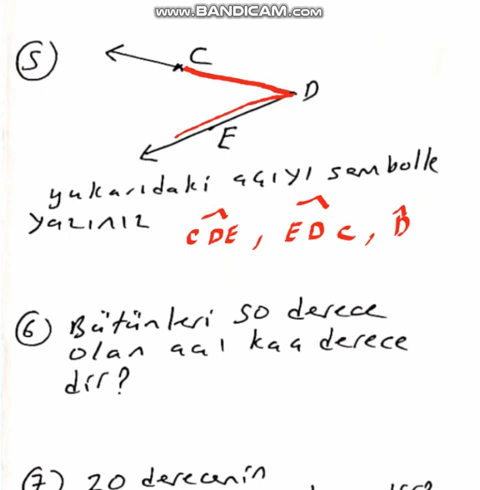 www.BANDICAM.com
5
C
D
E
yukarıdaki açıyı sembolle
yazınız CDE, EDC, D
6 Bütünleri 50 derece
olan açı kaç derece
dir?
7 20 derecenin